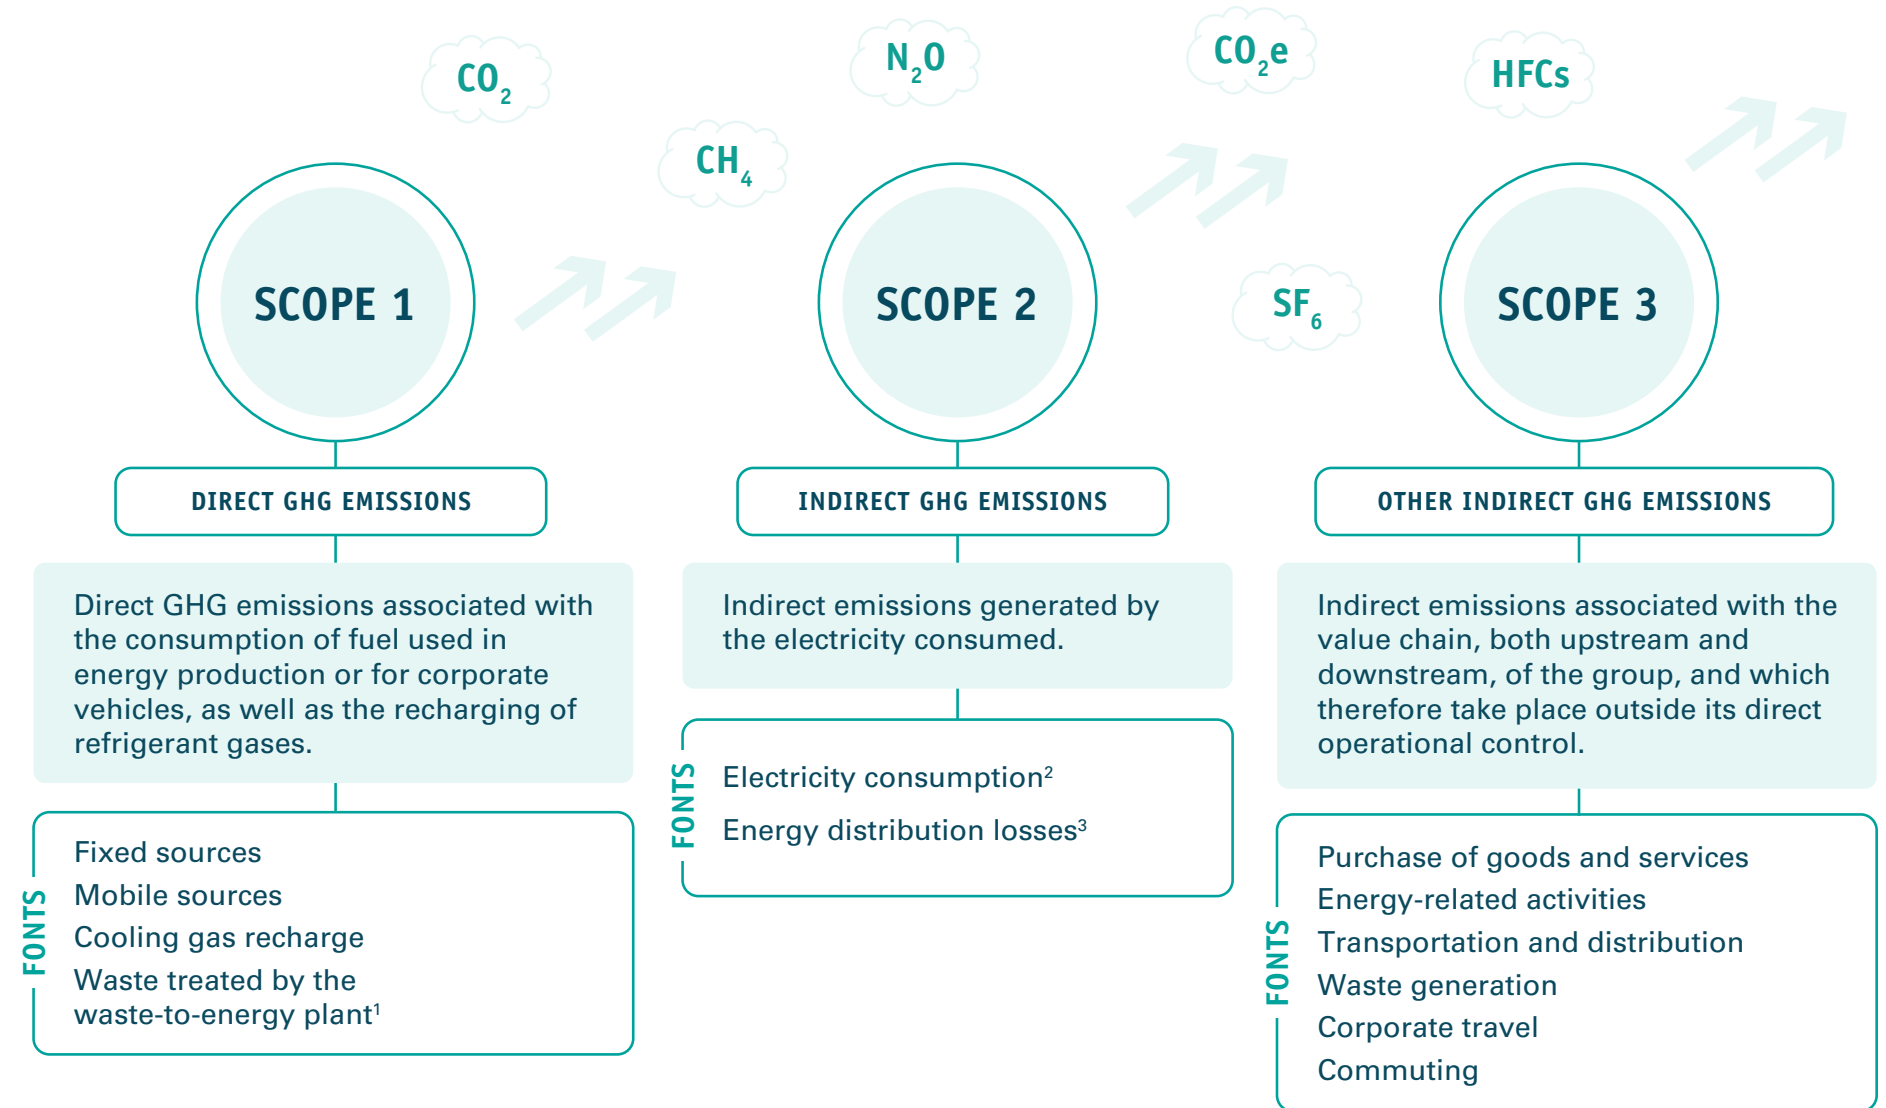 CO₂
N₂O
CO₂e
HFCs
CH₄
SF₆
SCOPE 1
DIRECT GHG EMISSIONS
Direct GHG emissions associated with
the consumption of fuel used in
energy production or for corporate
vehicles, as well as the recharging of
refrigerant gases.
FONTS
Fixed sources
Mobile sources
Cooling gas recharge
Waste treated by the
waste-to-energy plant¹
SCOPE 2
INDIRECT GHG EMISSIONS
Indirect emissions generated by
the electricity consumed.
FONTS
Electricity consumption²
Energy distribution losses³
SCOPE 3
OTHER INDIRECT GHG EMISSIONS
Indirect emissions associated with the
value chain, both upstream and
downstream, of the group, and which
therefore take place outside its direct
operational control.
FONTS
Purchase of goods and services
Energy-related activities
Transportation and distribution
Waste generation
Corporate travel
Commuting